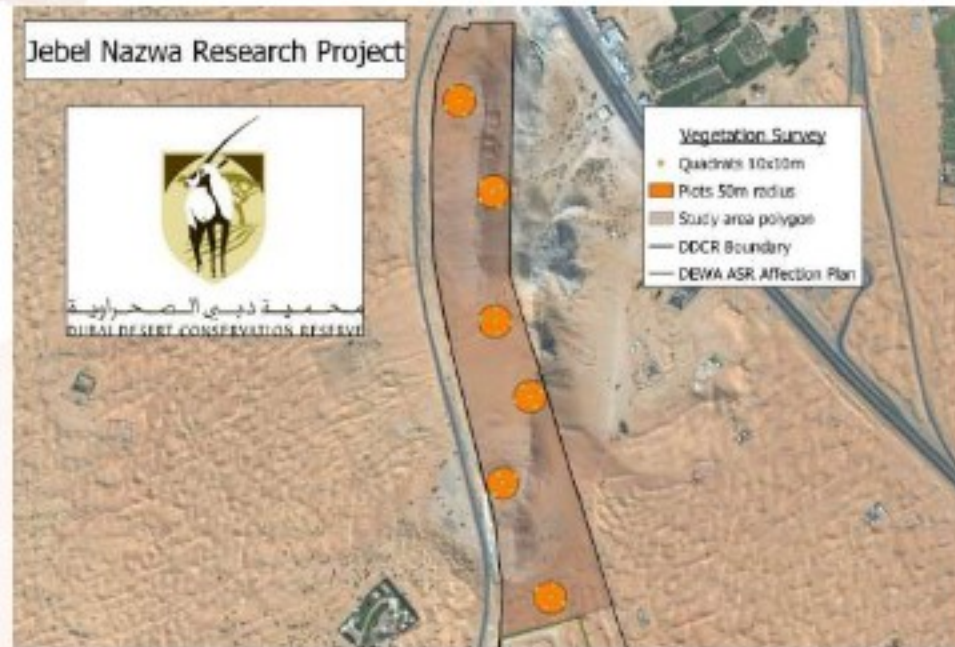 Jebel Nazwa Research Project
محمية دبي الصحراوية
DUBAI DESERT CONSERVATION RESERVE
Vegetation Survey
Quadrats 10x10m
Plots 50m radius
Study area polygon
DDCR Boundary
DEWA ASR Affection Plan